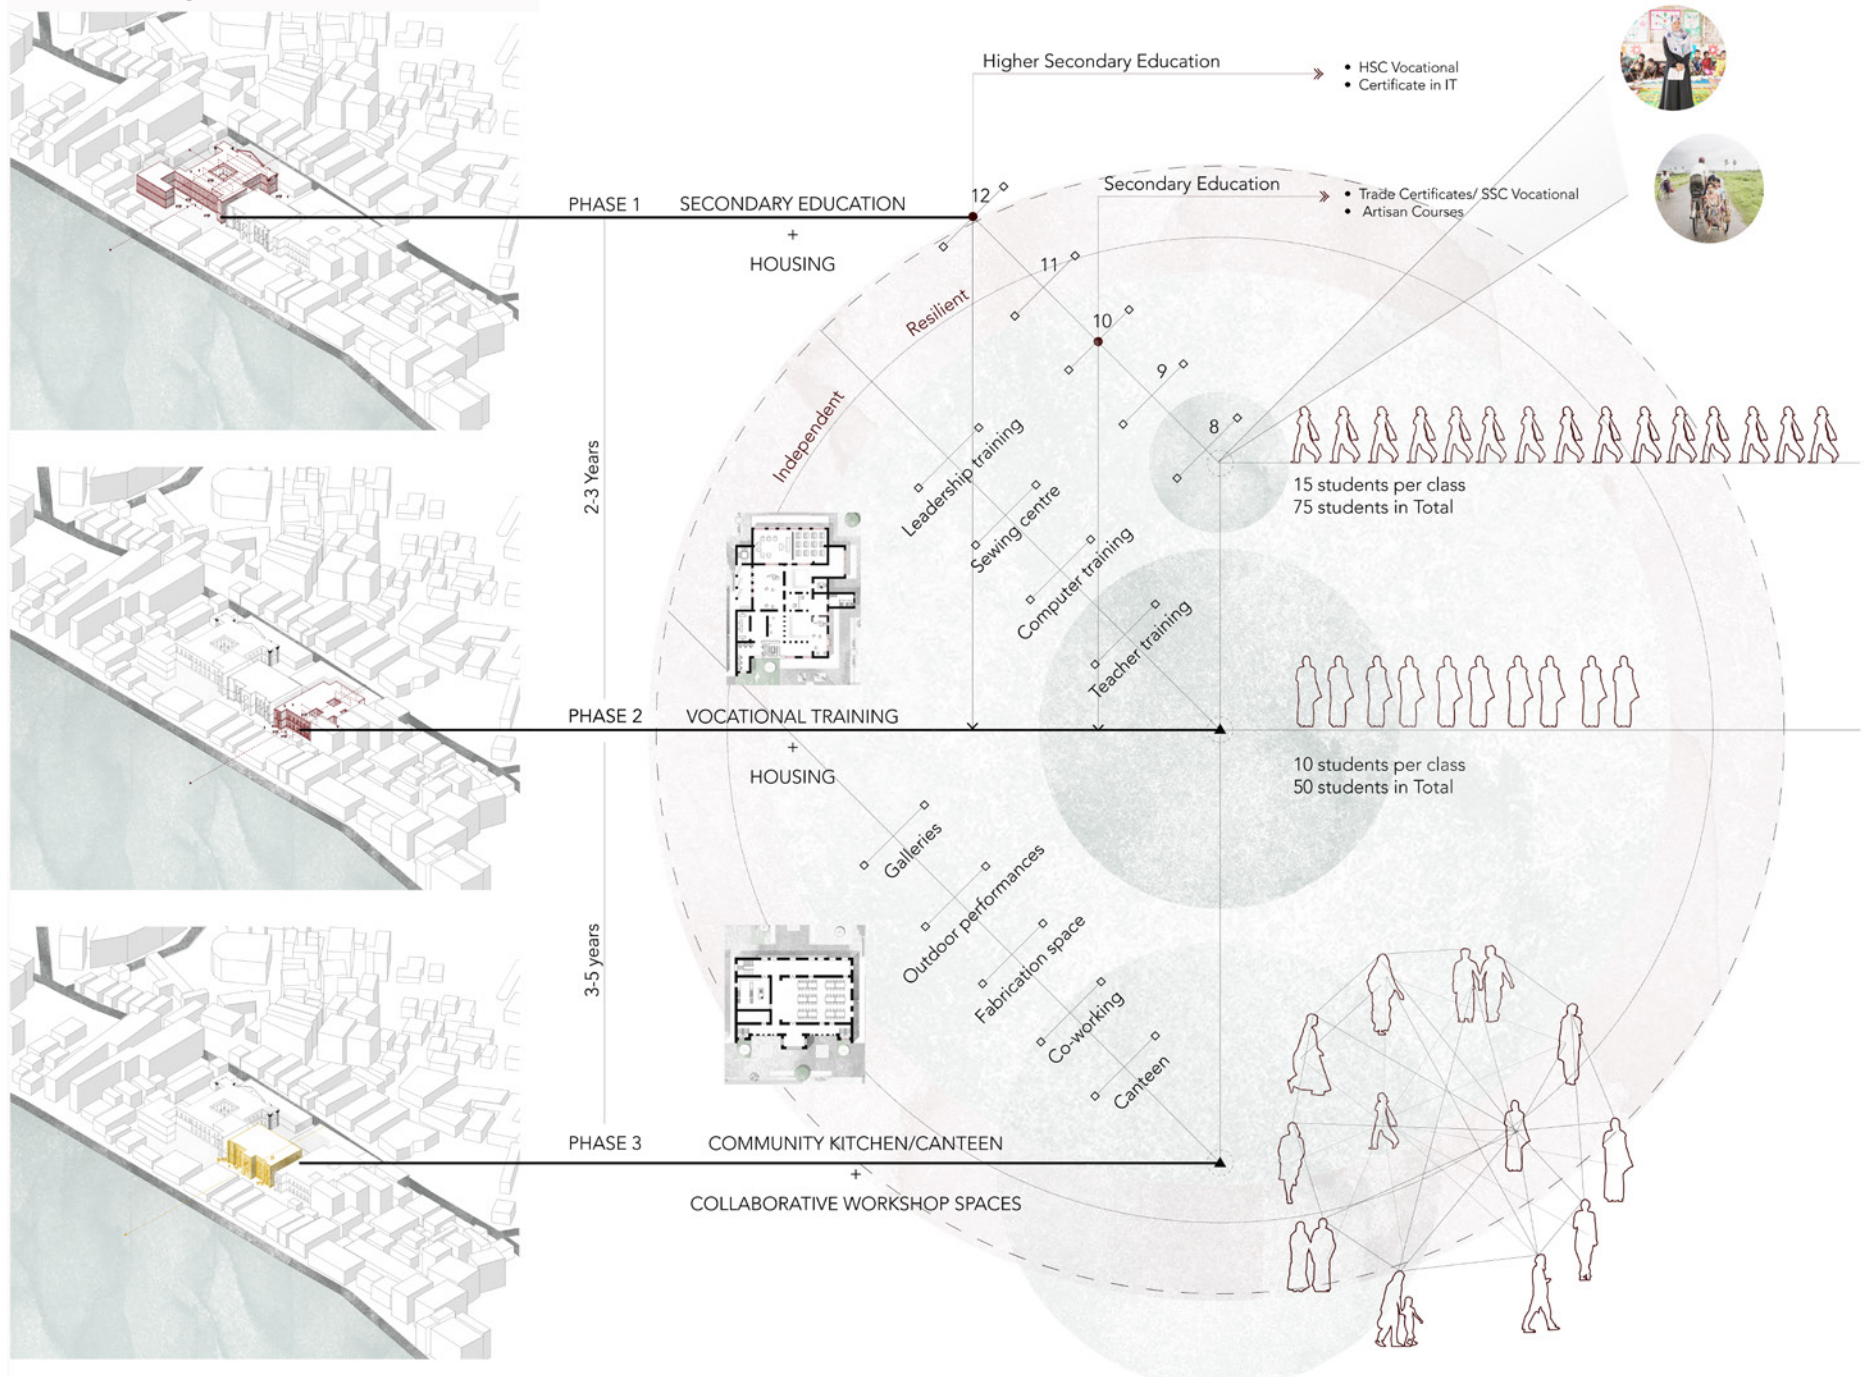 Higher Secondary Education
• HSC Vocational
• Certificate in IT
Secondary Education
• Trade Certificates/ SSC Vocational
• Artisan Courses
PHASE 1
SECONDARY EDUCATION
+
HOUSING
12
11
10
9
8
Resilient
Independent
15 students per class
75 students in Total
2-3 Years
Leadership training
Sewing centre
Computer training
Teacher training
PHASE 2
VOCATIONAL TRAINING
+
HOUSING
10 students per class
50 students in Total
3-5 years
Galleries
Outdoor performances
Fabrication space
Co-working
Canteen
PHASE 3
COMMUNITY KITCHEN/CANTEEN
+
COLLABORATIVE WORKSHOP SPACES